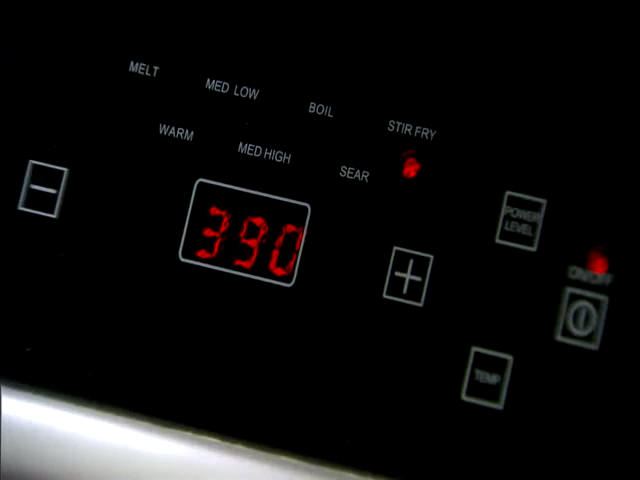 MELT
MED LOW
BOIL
STIR FRY
WARM
MED HIGH
SEAR
390
POWER
LEVEL
ON/OFF
TEMP